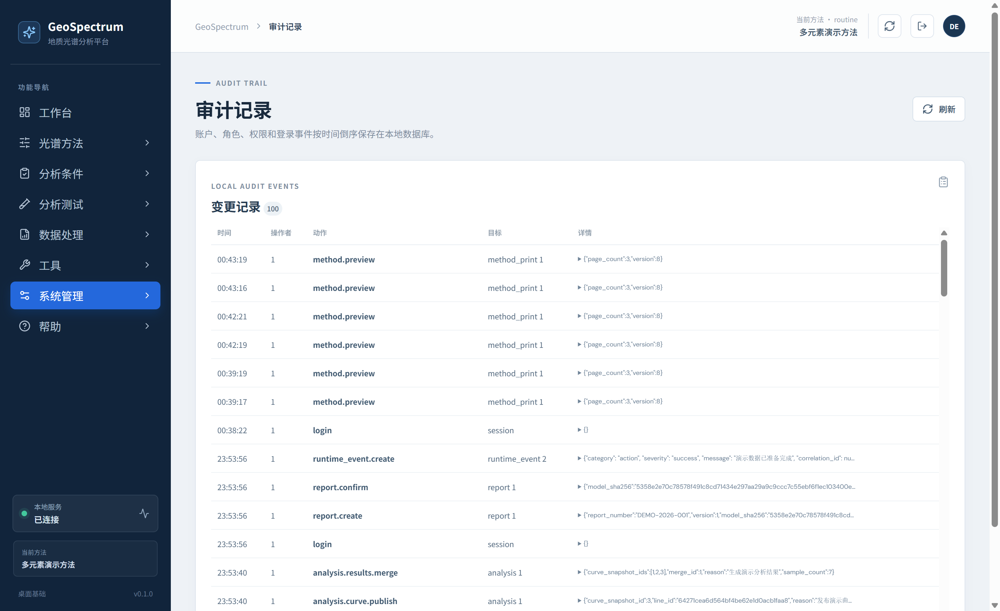 GeoSpectrum
地质光谱分析平台
功能导航
工作台
光谱方法
分析条件
分析测试
数据处理
工具
系统管理
帮助
本地服务
已连接
当前方法
多元素演示方法
桌面基础 v0.1.0
GeoSpectrum > 审计记录
当前方法 • routine
多元素演示方法
DE
AUDIT TRAIL
审计记录
刷新
账户、角色、权限和登录事件按时间倒序保存在本地数据库。
LOCAL AUDIT EVENTS
变更记录 100
时间 操作者 动作 目标 详情
00:43:19 1 method.preview method_print 1 {"page_count":3,"version":8}
00:43:16 1 method.preview method_print 1 {"page_count":3,"version":8}
00:42:21 1 method.preview method_print 1 {"page_count":3,"version":8}
00:42:19 1 method.preview method_print 1 {"page_count":3,"version":8}
00:39:19 1 method.preview method_print 1 {"page_count":3,"version":8}
00:39:17 1 method.preview method_print 1 {"page_count":3,"version":8}
00:38:22 1 login session {}
23:53:56 1 runtime_event.create runtime_event 2 {"category": "action", "severity": "success", "message": "演示数据已准备完成", "correlation_id": nu...
23:53:56 1 report.confirm report 1 {"model_sha256":"5358e2e70c78578f491c8cd71434e297aa29a9c9ccc7c55ebf6f1ec103400e...
23:53:56 1 report.create report 1 {"report_number":"DEMO-2026-001","version":1,"model_sha256":"5358e2e70c78578f491c8cd...
23:53:56 1 login session {}
23:53:40 1 analysis.results.merge analysis 1 {"curve_snapshot_ids":[1,2,3],"merge_id":1,"reason":"生成演示分析结果","sample_count":7}
23:53:40 1 analysis.curve.publish analysis 1 {"curve_snapshot_id":3,"line_id":"64271cea6d564bf4be62e1d0acb1faa8","reason":"发布演示曲...